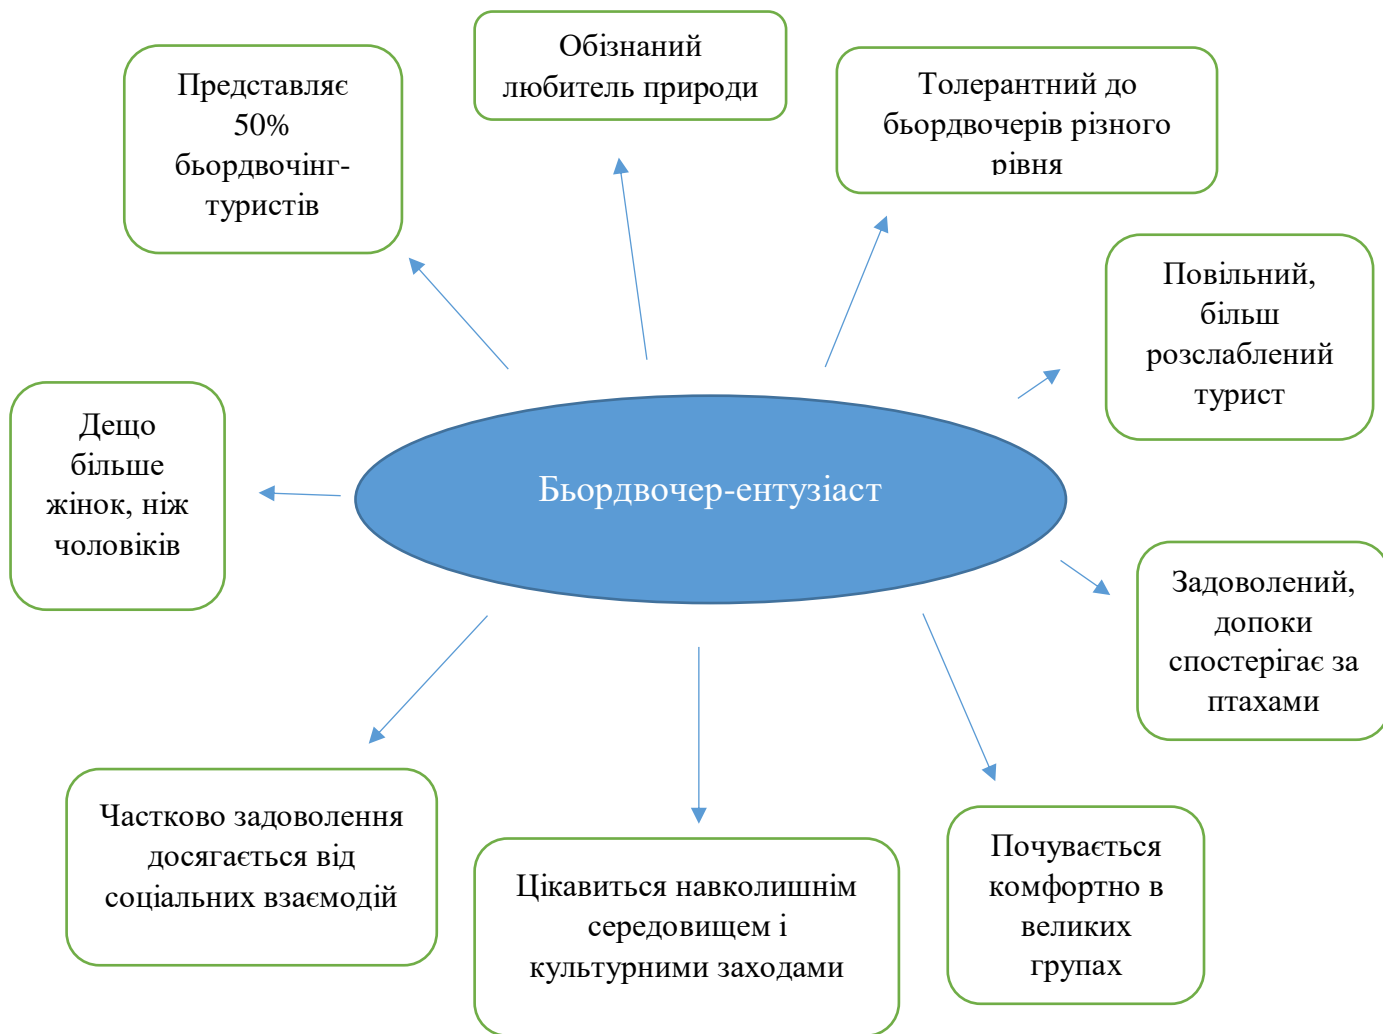 Обізнаний
любитель природи
Представляє
50%
бьордвочінг-
туристів
Толерантний до
бьордвочерів різного
рівня
Повільний,
більш
розслаблений
турист
Дещо
більше
жінок, ніж
чоловіків
Бьордвочер-ентузіаст
Задоволений,
допоки
спостерігає за
птахами
Частково задоволення
досягається від
соціальних взаємодій
Цікавиться навколишнім
середовищем і
культурними заходами
Почувається
комфортно в
великих
групах